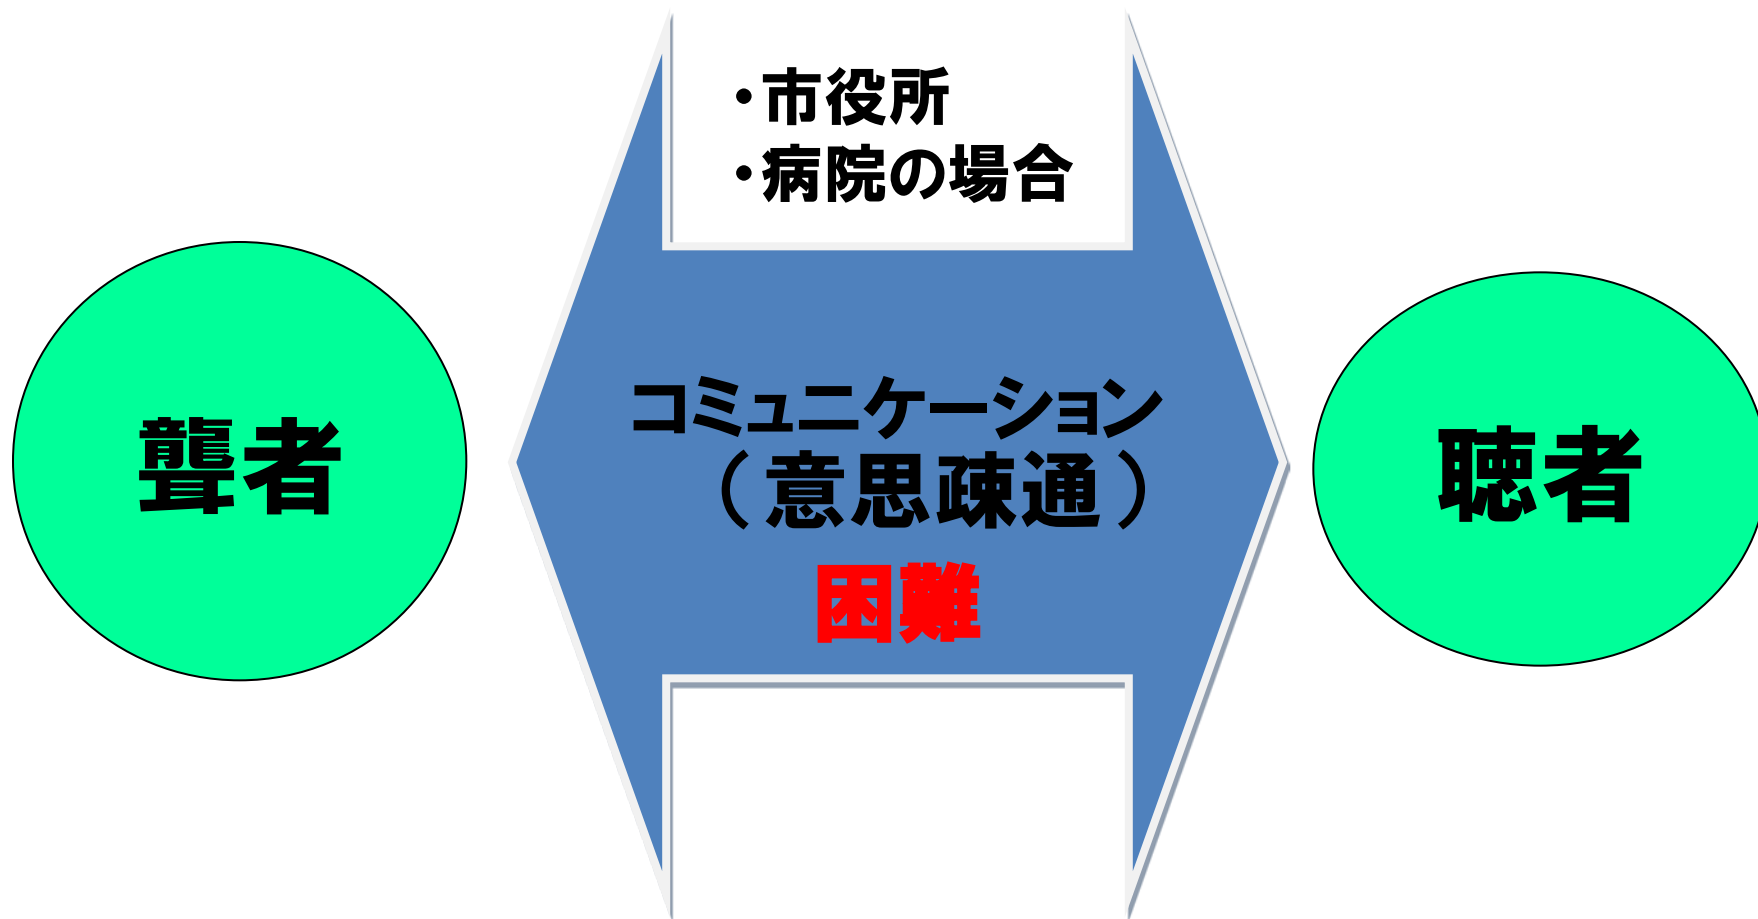 ・市役所
・病院の場合
聾者
コミュニケーション
（意思疎通）
困難
聴者